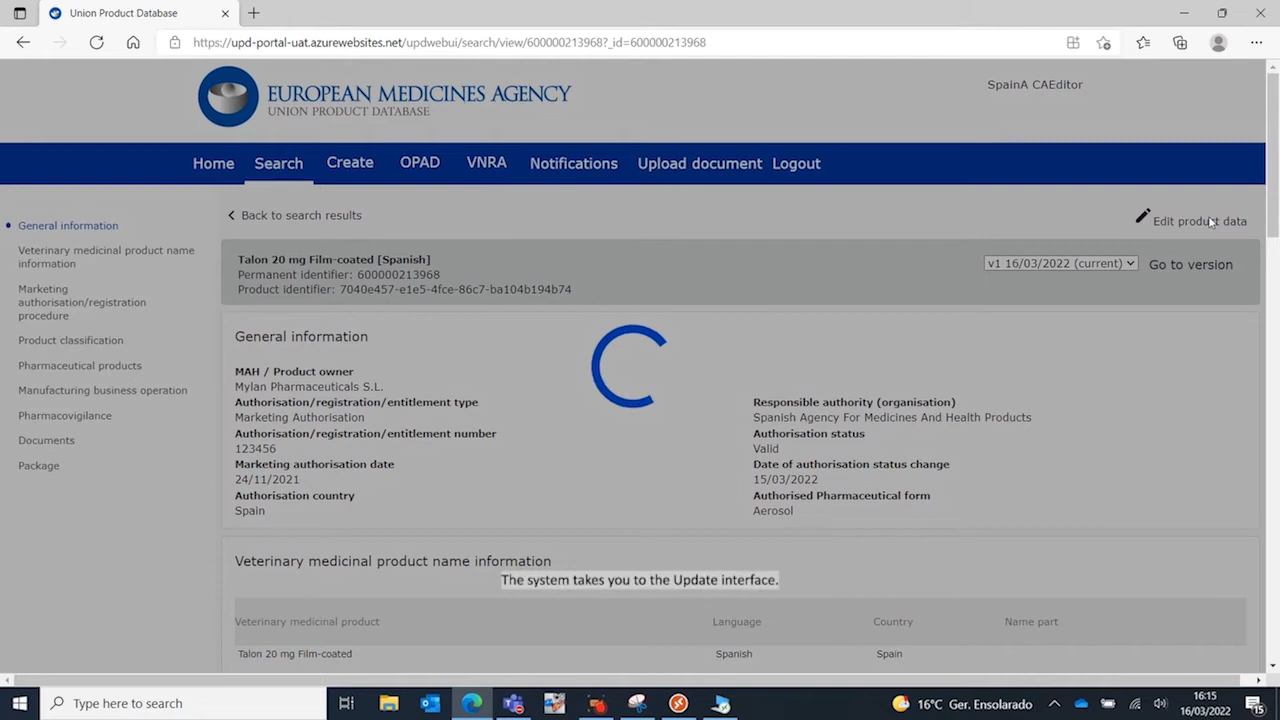 Union Product Database
https://upd-portal-uat.azurewebsites.net/updwebui/search/view/600000213968?_id=600000213968
EUROPEAN MEDICINES AGENCY
UNION PRODUCT DATABASE
SpainA CAEditor
Home Search Create OPAD VNRA Notifications Upload document Logout
Back to search results
Edit product data
General information
Veterinary medicinal product name
information
Marketing
authorisation/registration
procedure
Product classification
Pharmaceutical products
Manufacturing business operation
Pharmacovigilance
Documents
Package
Talon 20 mg Film-coated [Spanish]
Permanent identifier: 600000213968
Product identifier: 7040e457-e1e5-4fce-86c7-ba104b194b74
v1 16/03/2022 (current)
Go to version
General information
MAH / Product owner
Mylan Pharmaceuticals S.L.
Authorisation/registration/entitlement type
Marketing Authorisation
Authorisation/registration/entitlement number
123456
Marketing authorisation date
24/11/2021
Authorisation country
Spain
Responsible authority (organisation)
Spanish Agency For Medicines And Health Products
Authorisation status
Valid
Date of authorisation status change
15/03/2022
Authorised Pharmaceutical form
Aerosol
Veterinary medicinal product name information
The system takes you to the Update interface.
Veterinary medicinal product Language Country Name part
Talon 20 mg Film-coated Spanish Spain
Type here to search
16°C Ger. Ensolarado
16:15
16/03/2022
15